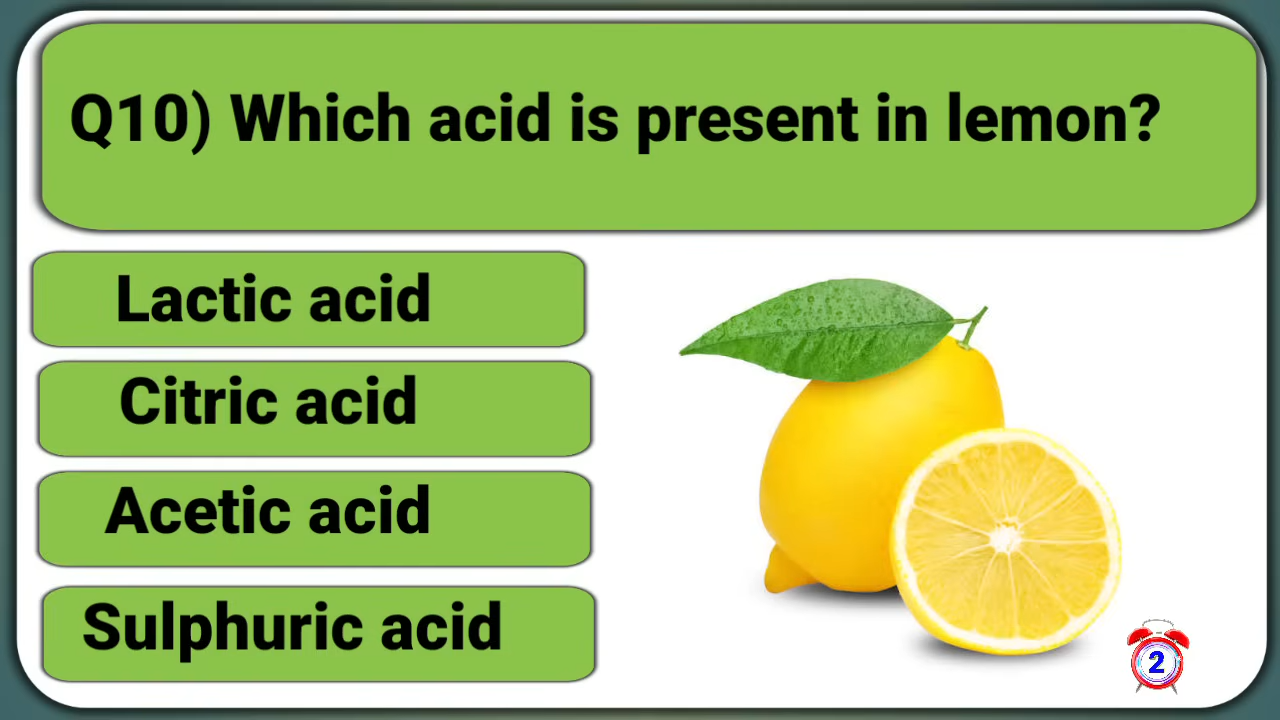 Q10) Which acid is present in lemon?
Lactic acid
Citric acid
Acetic acid
Sulphuric acid
2